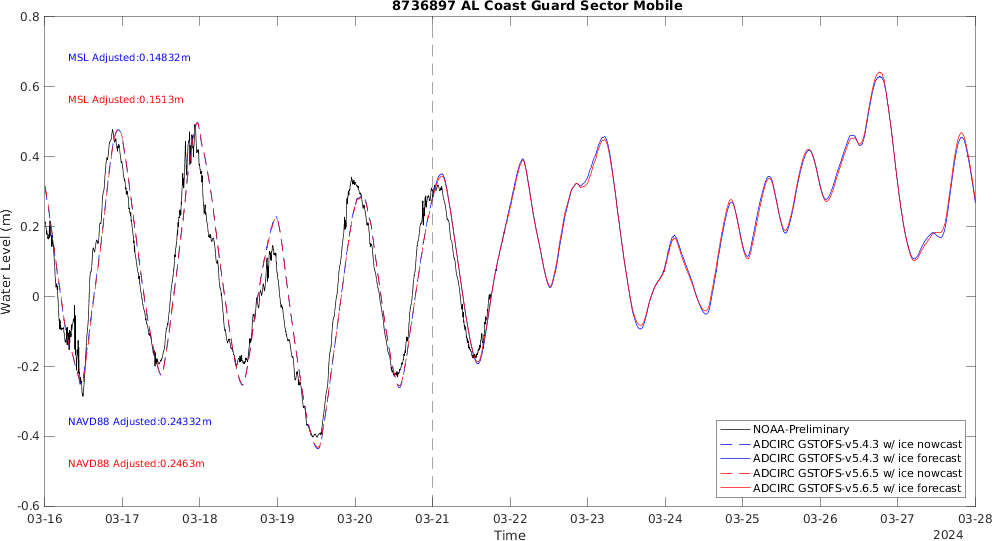 8736897 AL Coast Guard Sector Mobile
0.8
0.6
0.4
0.2
0
-0.2
-0.4
-0.6
Water Level (m)
MSL Adjusted:0.14832m
MSL Adjusted:0.1513m
NAVD88 Adjusted:0.24332m
NAVD88 Adjusted:0.2463m
NOAA-Preliminary
ADCIRC GSTOFS-v5.4.3 w/ ice nowcast
ADCIRC GSTOFS-v5.4.3 w/ ice forecast
ADCIRC GSTOFS-v5.6.5 w/ ice nowcast
ADCIRC GSTOFS-v5.6.5 w/ ice forecast
03-16 03-17 03-18 03-19 03-20 03-21 03-22 03-23 03-24 03-25 03-26 03-27 03-28
Time
2024